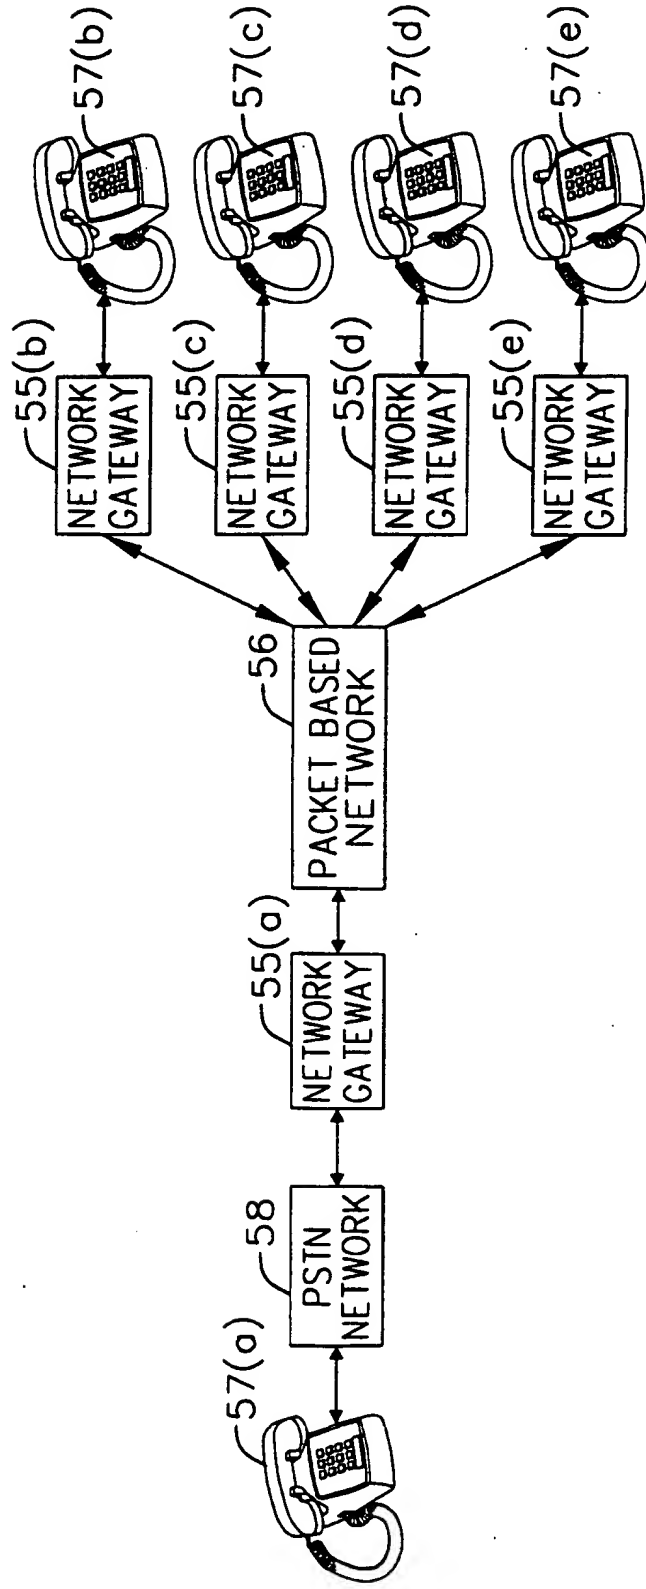 57(a)
58
PSTN
NETWORK
55(a)
NETWORK
GATEWAY
56
PACKET BASED
NETWORK
55(b)
NETWORK
GATEWAY
57(b)
55(c)
NETWORK
GATEWAY
57(c)
55(d)
NETWORK
GATEWAY
57(d)
55(e)
NETWORK
GATEWAY
57(e)